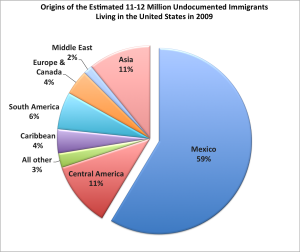 Origins of the Estimated 11-12 Million Undocumented Immigrants
Living in the United States in 2009
Middle East
2%
Asia
11%
Europe &
Canada
4%
South America
6%
Caribbean
4%
All other
3%
Central America
11%
Mexico
59%